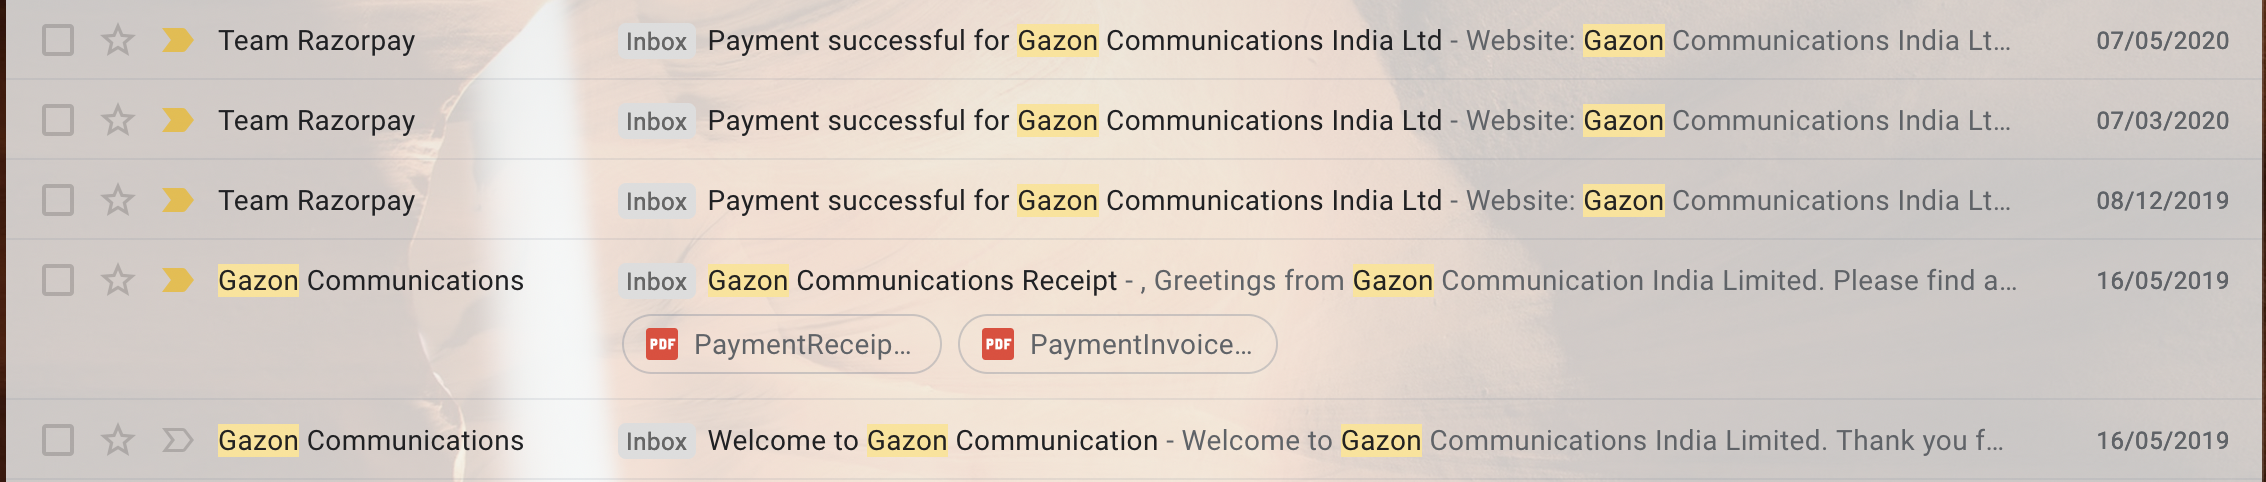 Team Razorpay Inbox Payment successful for Gazon Communications India Ltd - Website: Gazon Communications India Lt... 07/05/2020
Team Razorpay Inbox Payment successful for Gazon Communications India Ltd - Website: Gazon Communications India Lt... 07/03/2020
Team Razorpay Inbox Payment successful for Gazon Communications India Ltd - Website: Gazon Communications India Lt... 08/12/2019
Gazon Communications Inbox Gazon Communications Receipt - , Greetings from Gazon Communication India Limited. Please find a... 16/05/2019
PDF PaymentReceip... PDF PaymentInvoice...
Gazon Communications Inbox Welcome to Gazon Communication - Welcome to Gazon Communications India Limited. Thank you f... 16/05/2019